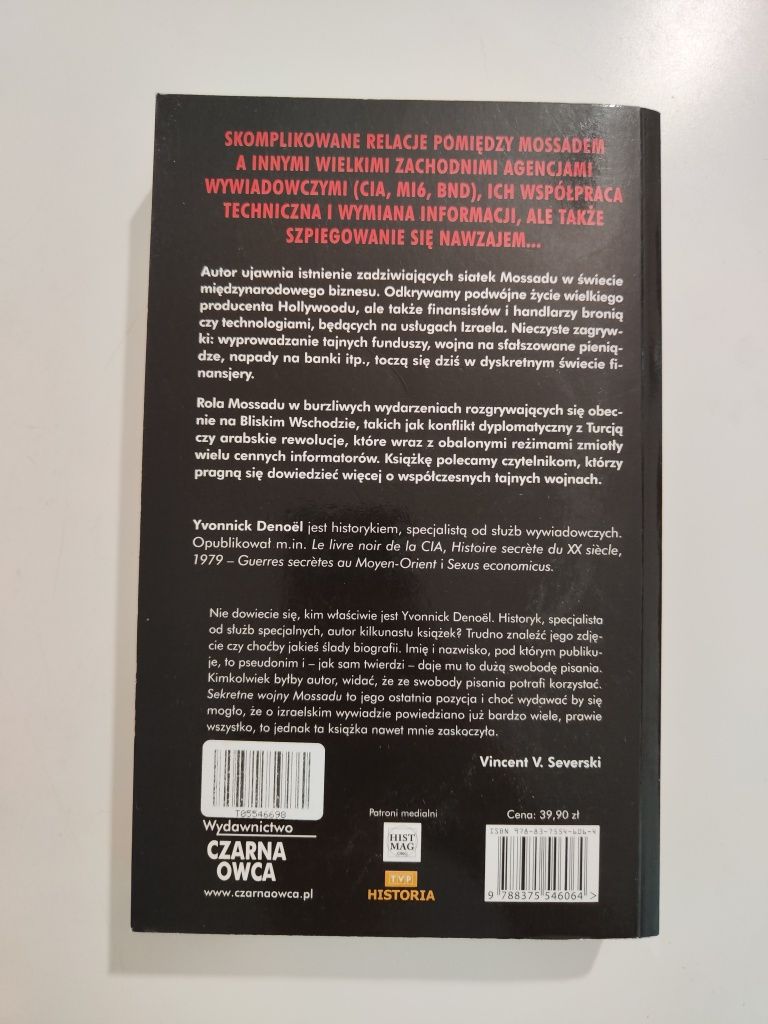 SKOMPLIKOWANE RELACJE POMIĘDZY MOSSADEM
A INNYMI WIELKIMI ZACHODNIMI AGENCJAMI
WYWIADOWCZYMI (CIA, MI6, BND), ICH WSPÓŁPRACA
TECHNICZNA I WYMIANA INFORMACJI, ALE TAKŻE
SZPIEGOWANIE SIĘ NAWZAJEM...
Autor ujawnia istnienie zadziwiających siatek Mossadu w świecie
międzynarodowego biznesu. Odkrywamy podwójne życie wielkiego
producenta Hollywoodu, ale także finansistów i handlarzy bronią
czy technologiami, będących na usługach Izraela. Nieczyste zagryw-
ki: wyprowadzanie tajnych funduszy, wojna na sfałszowane pienią-
dze, napady na banki itp., toczą się dziś w dyskretnym świecie fi-
nansjery.
Rola Mossadu w burzliwych wydarzeniach rozgrywających się obec-
nie na Bliskim Wschodzie, takich jak konflikt dyplomatyczny z Turcją
czy arabskie rewolucje, które wraz z obalonymi reżimami zmiotły
wielu cennych informatorów. Książkę polecamy czytelnikom, którzy
pragną się dowiedzieć więcej o współczesnych tajnych wojnach.
Yvonnick Denoël jest historykiem, specjalistą od służb wywiadowczych.
Opublikował m.in. Le livre noir de la CIA, Histoire secrète du XX siècle,
1979 – Guerres secrètes au Moyen-Orient i Sexus economicus.
Nie dowiecie się, kim właściwie jest Yvonnick Denoël. Historyk, specjalista
od służb specjalnych, autor kilkunastu książek? Trudno znaleźć jego zdję-
cie czy choćby jakieś ślady biografii. Imię i nazwisko, pod którym publiku-
je, to pseudonim i – jak sam twierdzi – daje mu to dużą swobodę pisania.
Kimkolwiek byłby autor, widać, że ze swobody pisania potrafi korzystać.
Sekretne wojny Mossadu to jego ostatnia pozycja i choć wydawać by się
mogło, że o izraelskim wywiadzie powiedziano już bardzo wiele, prawie
wszystko, to jednak ta książka nawet mnie zaskoczyła.
Vincent V. Severski
T05546698
Wydawnictwo
CZARNA
OWCA
www.czarnaowca.pl
Patroni medialni
HIST
MAG
.ORG
TVP
HISTORIA
Cena: 39,90 zł
ISBN 978-83-7554-606-4
9 788375 546064 >